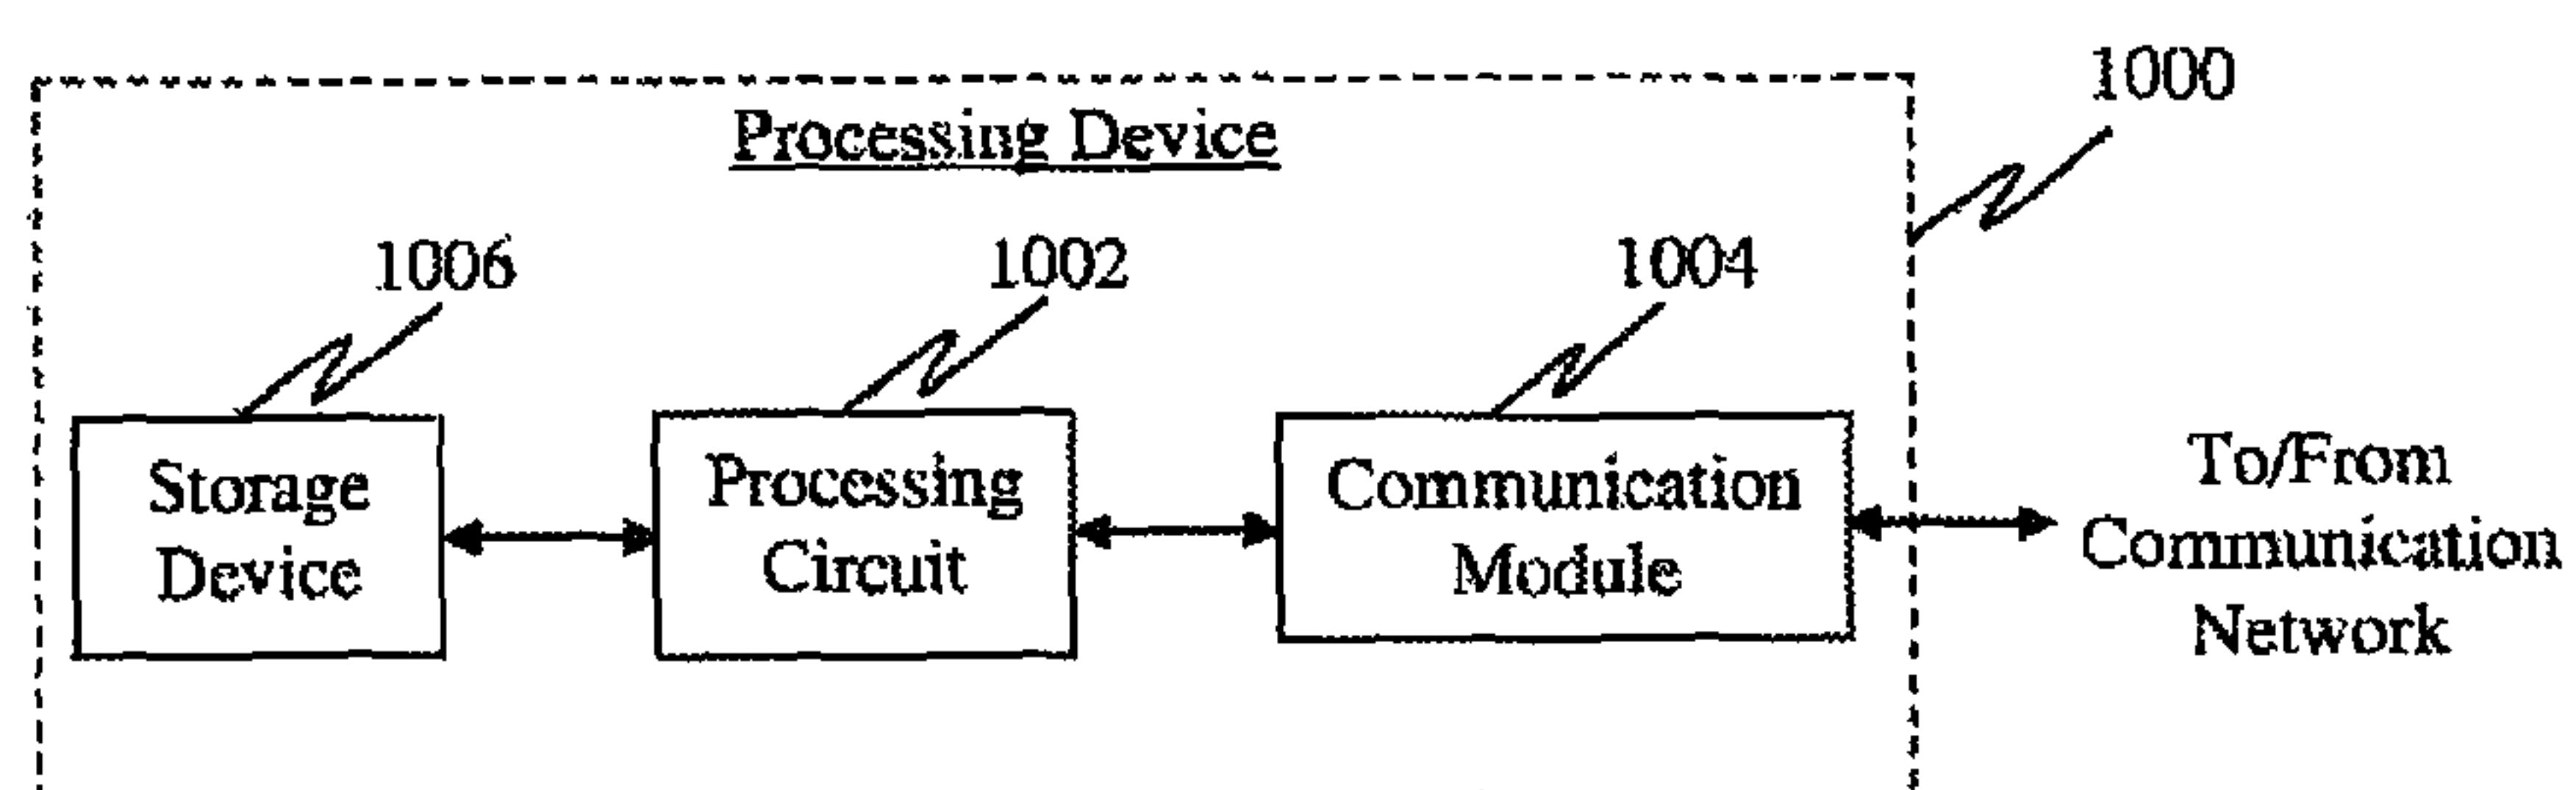 1000
Processing Device
1006
1002
1004
Storage
Device
Processing
Circuit
Communication
Module
To/From
Communication
Network